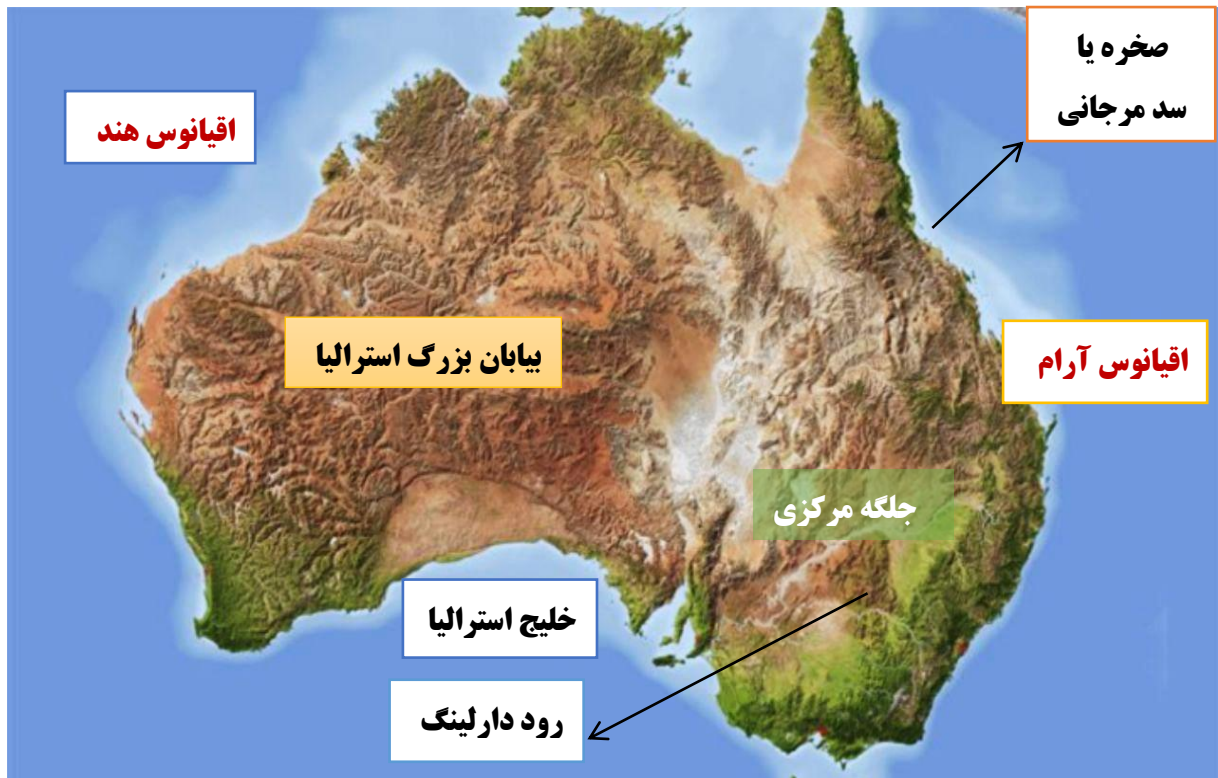 صخره یا
سد مرجانی
اقیانوس هند
بیابان بزرگ استرالیا
اقیانوس آرام
جلگه مرکزی
خلیج استرالیا
رود دارلینگ